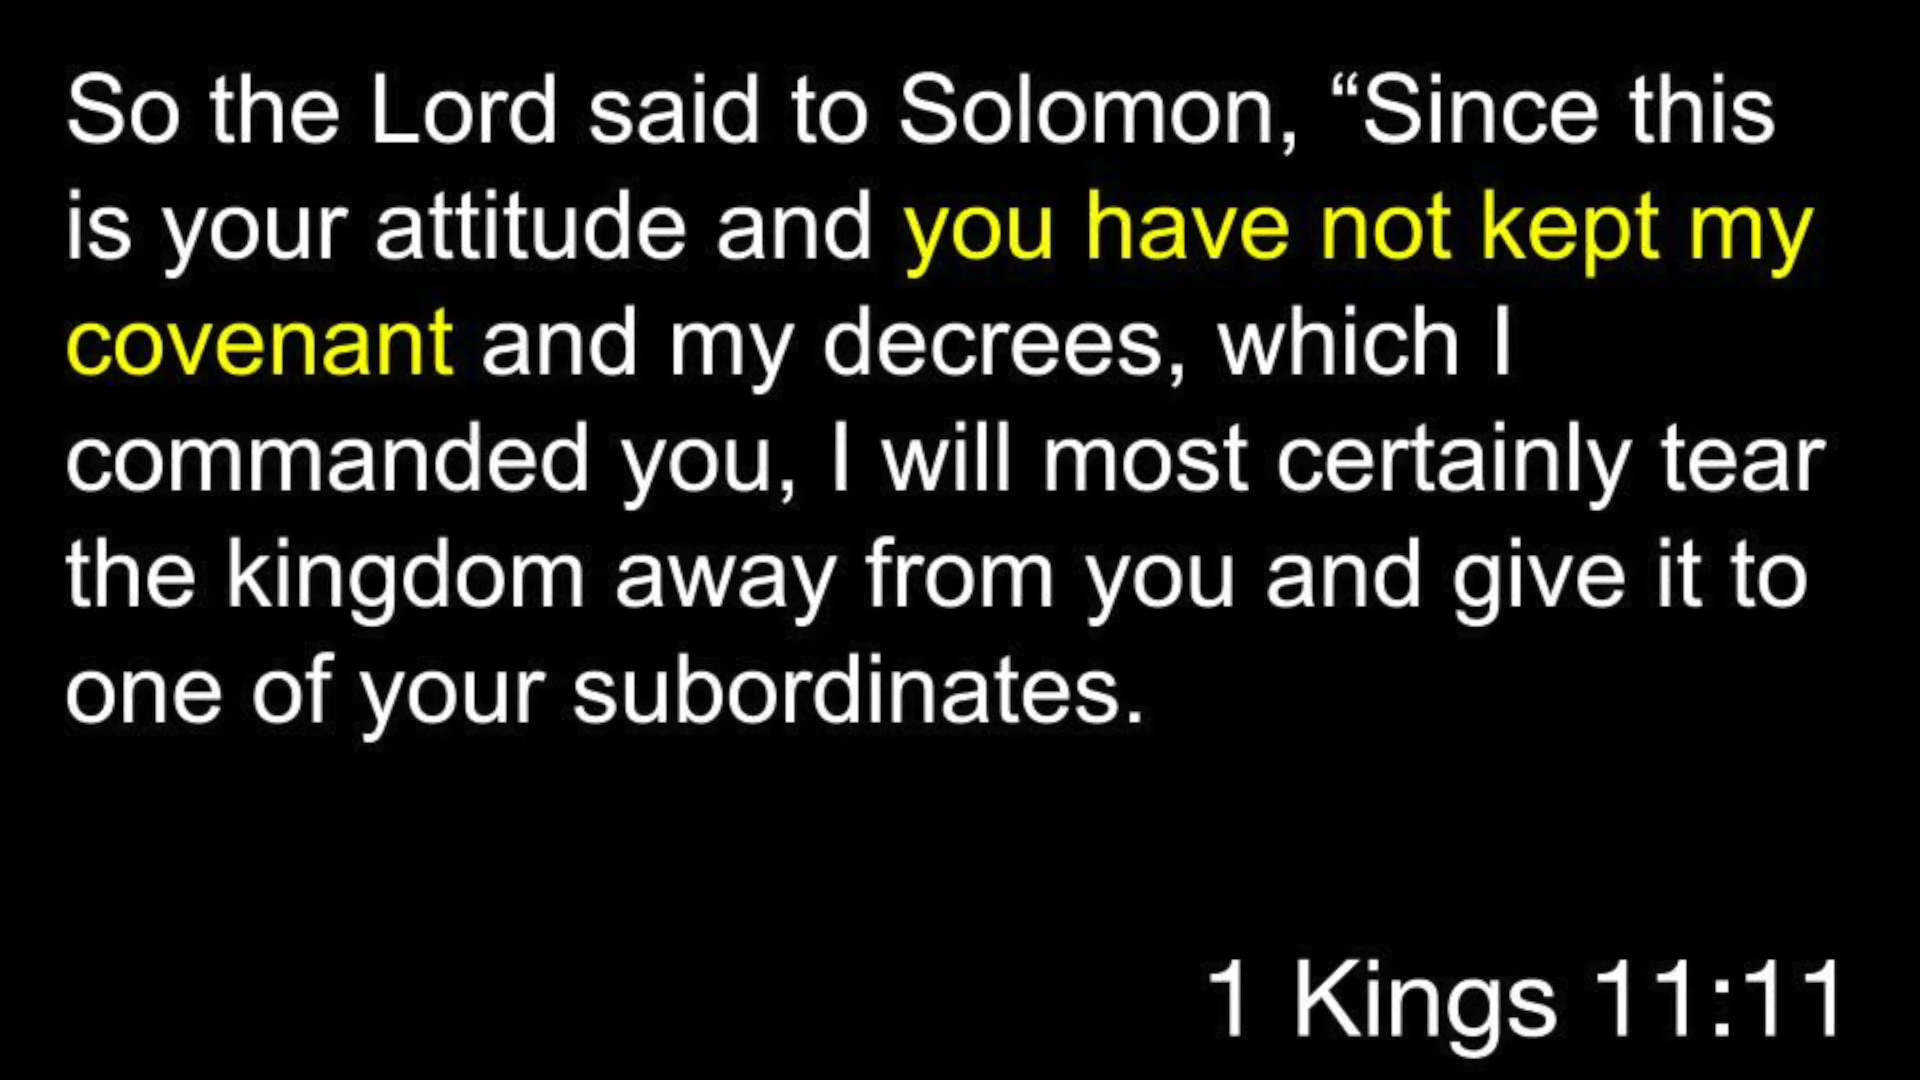 So the Lord said to Solomon, “Since this
is your attitude and you have not kept my
covenant and my decrees, which I
commanded you, I will most certainly tear
the kingdom away from you and give it to
one of your subordinates.
1 Kings 11:11